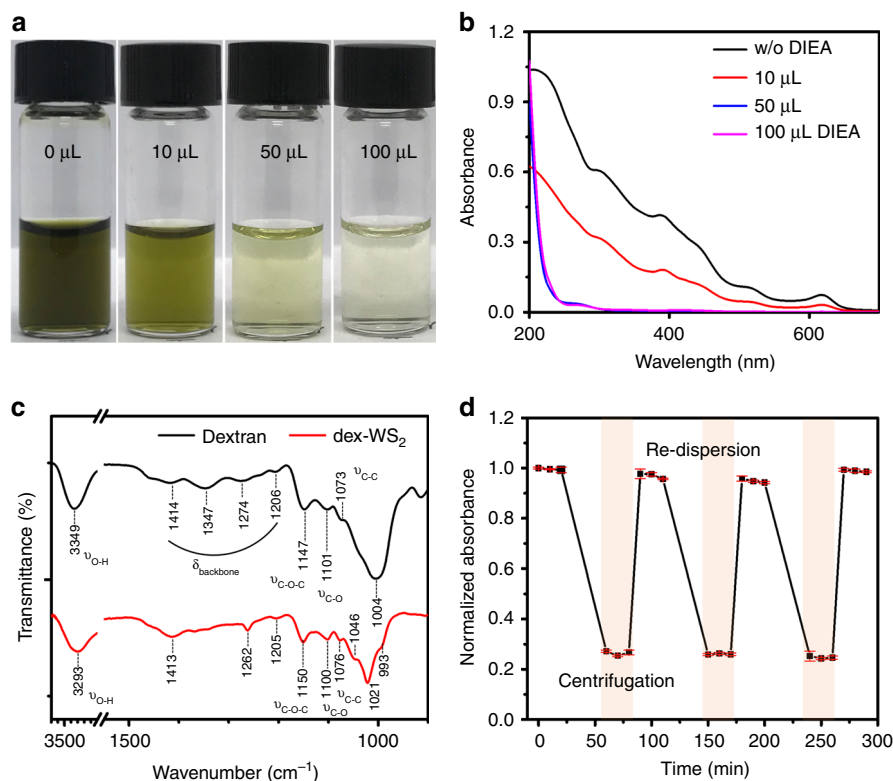 a
0 μL
10 μL
50 μL
100 μL
b
1.2
0.9
0.6
0.3
0.0
Absorbance
w/o DIEA
10 μL
50 μL
100 μL DIEA
200
400
600
Wavelength (nm)
c
Dextran
dex-WS₂
Transmittance (%)
3349
υO-H
1414
1347
1274
1206
δbackbone
1147
υC-O-C
1101
υC-O
1073
υC-C
1004
3293
υO-H
1413
1262
1205
1150
υC-O-C
1100
υC-O
1076
υC-C
1046
1021
993
3500
1500
1000
Wavenumber (cm⁻¹)
d
1.2
1.0
0.8
0.6
0.4
0.2
0.0
Normalized absorbance
Re-dispersion
Centrifugation
0
50
100
150
200
250
300
Time (min)